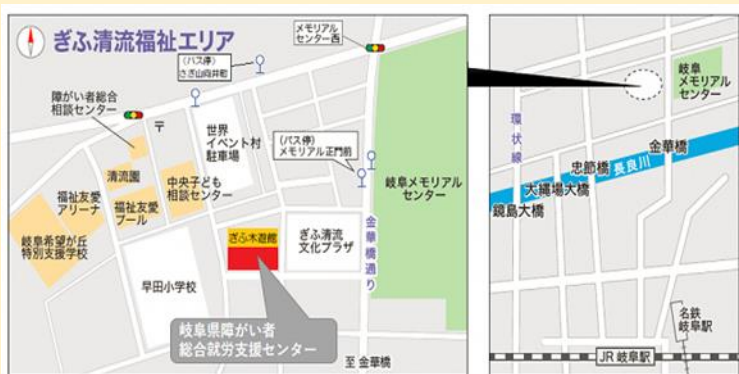 ぎふ清流福祉エリア
メモリアル
センター西
(バス停)
さぎ山向井町
障がい者総合
相談センター
〒
世界
イベント村
駐車場
(バス停)
メモリアル正門前
清流園
中央子ども
相談センター
福祉友愛
アリーナ
福祉友愛
プール
岐阜メモリアル
センター
岐阜希望が丘
特別支援学校
ぎふ木遊館
ぎふ清流
文化プラザ
金華橋通り
早田小学校
岐阜県障がい者
総合就労支援センター
至 金華橋
岐阜
メモリアル
センター
環状線
金華橋
忠節橋
長良川
大縄場大橋
鏡島大橋
名鉄
岐阜駅
JR 岐阜駅